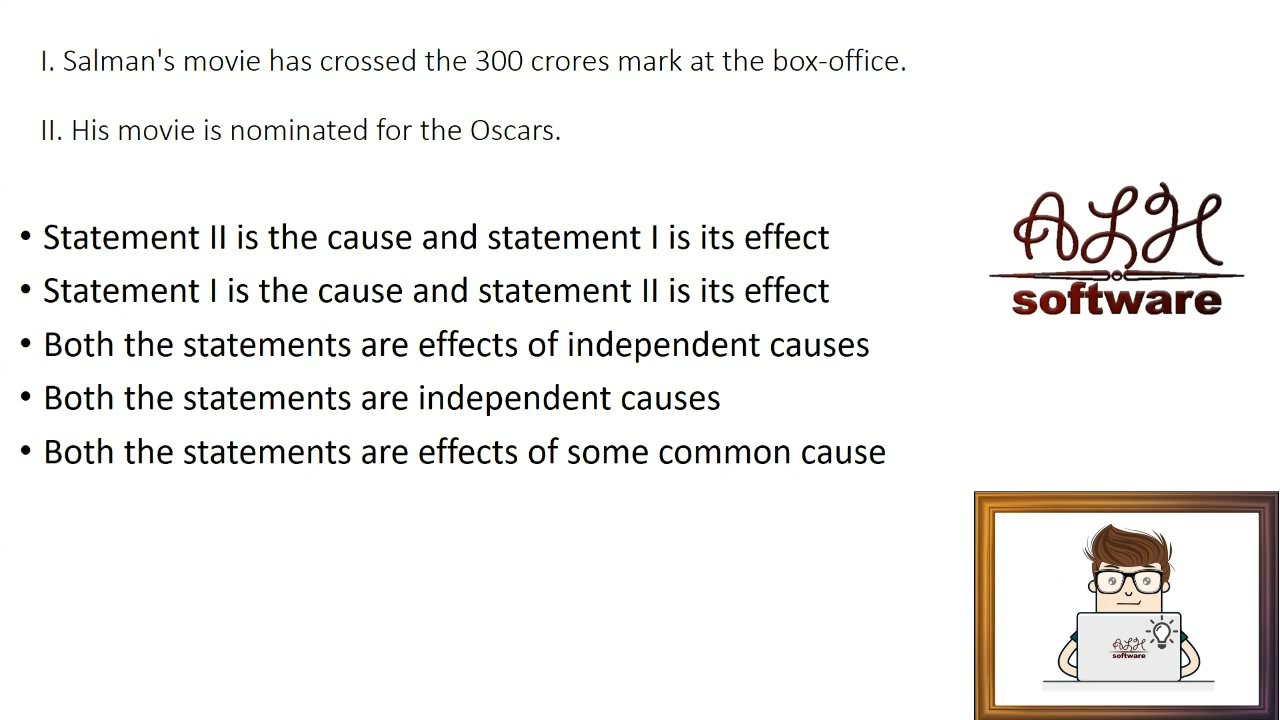 I. Salman's movie has crossed the 300 crores mark at the box-office.
II. His movie is nominated for the Oscars.
• Statement II is the cause and statement I is its effect
• Statement I is the cause and statement II is its effect
• Both the statements are effects of independent causes
• Both the statements are independent causes
• Both the statements are effects of some common cause
ALH
software
ALH
software